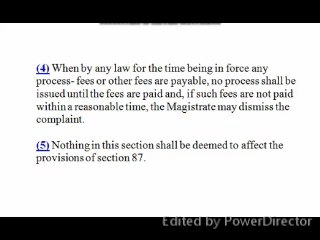 (4) When by any law for the time being in force any
process- fees or other fees are payable, no process shall be
issued until the fees are paid and, if such fees are not paid
within a reasonable time, the Magistrate may dismiss the
complaint.
(5) Nothing in this section shall be deemed to affect the
provisions of section 87.
Edited by PowerDirector